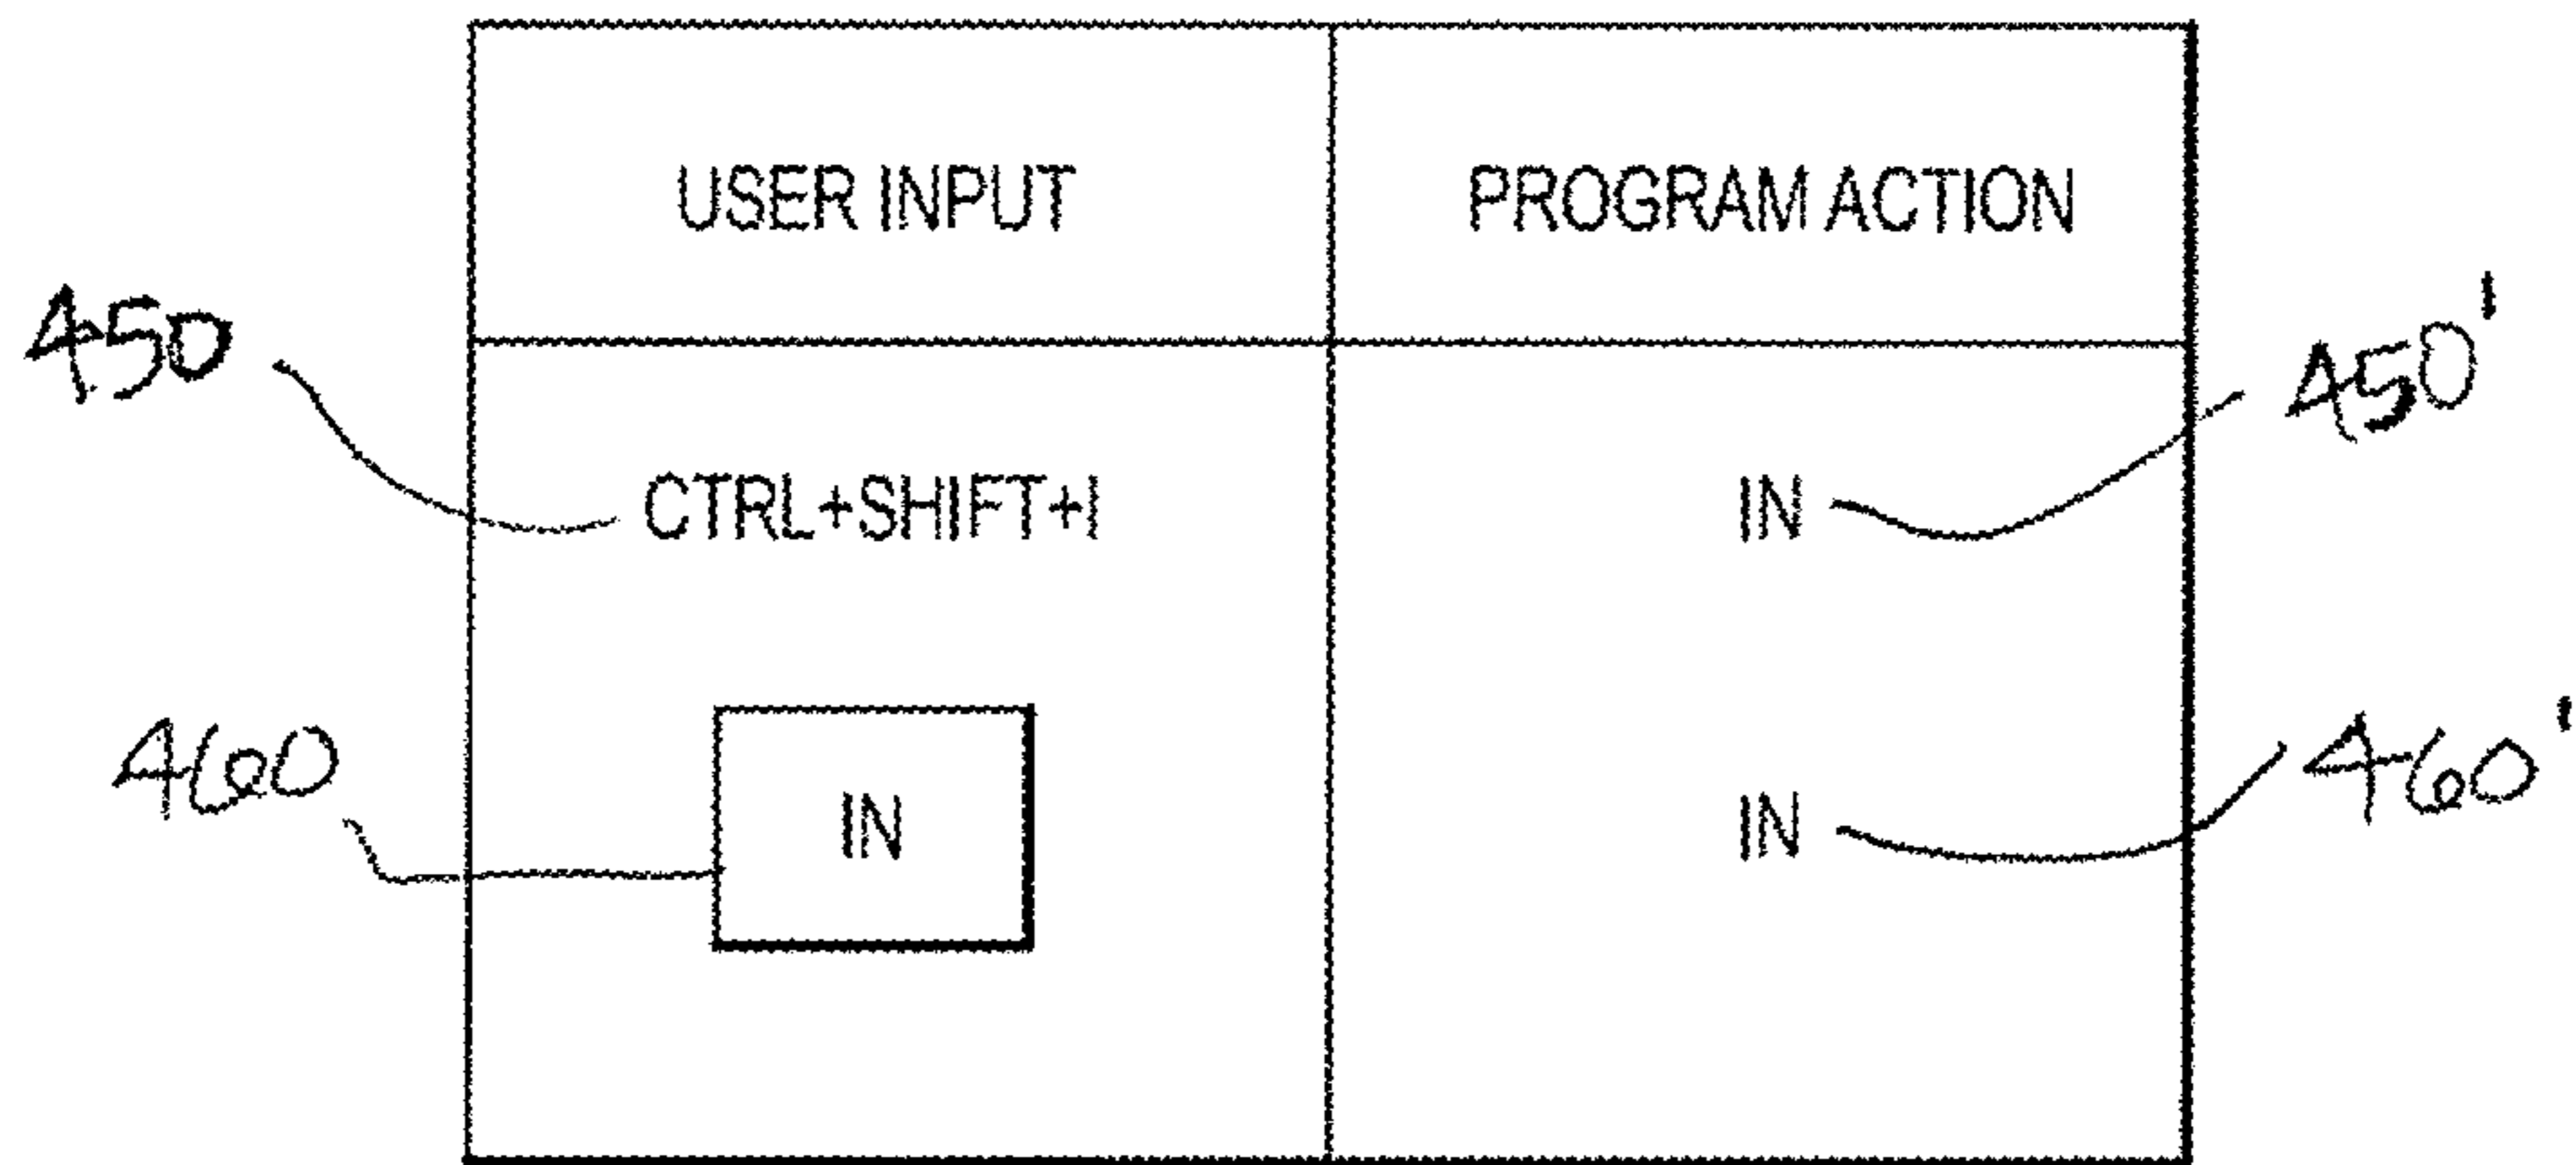 USER INPUT PROGRAM ACTION
450 450'
CTRL+SHIFT+I IN
460 460'
IN IN